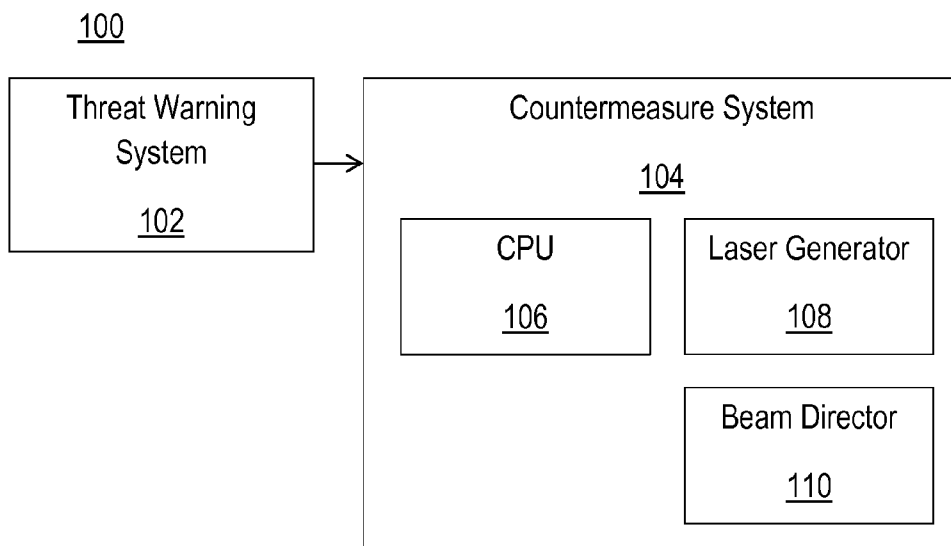 100
Threat Warning
System
102
Countermeasure System
104
CPU
106
Laser Generator
108
Beam Director
110